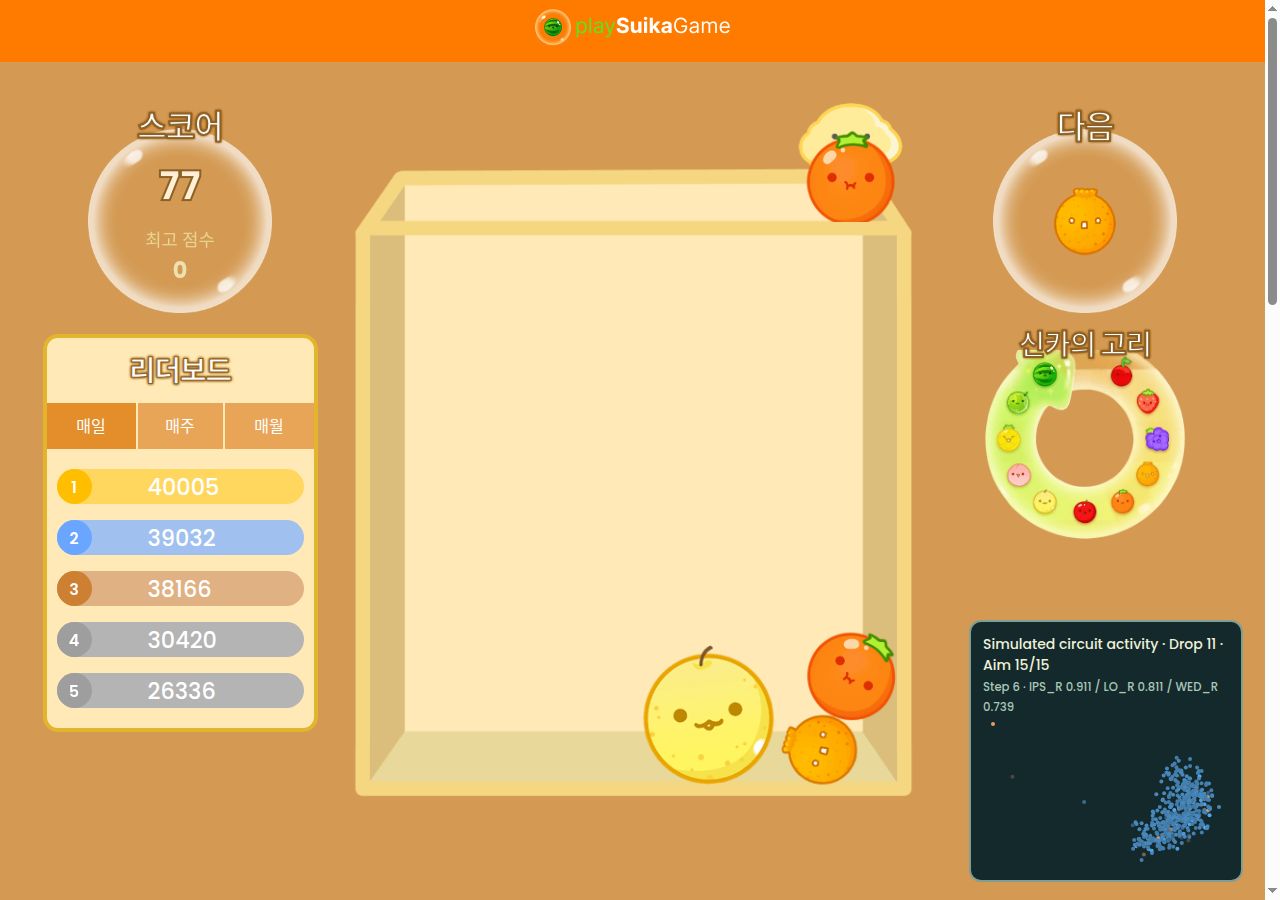 playSuikaGame
스코어
77
최고 점수
0
다음
리더보드
매일 매주 매월
1 40005
2 39032
3 38166
4 30420
5 26336
신카의 고리
Simulated circuit activity · Drop 11 ·
Aim 15/15
Step 6 · IPS_R 0.911 / LO_R 0.811 / WED_R
0.739